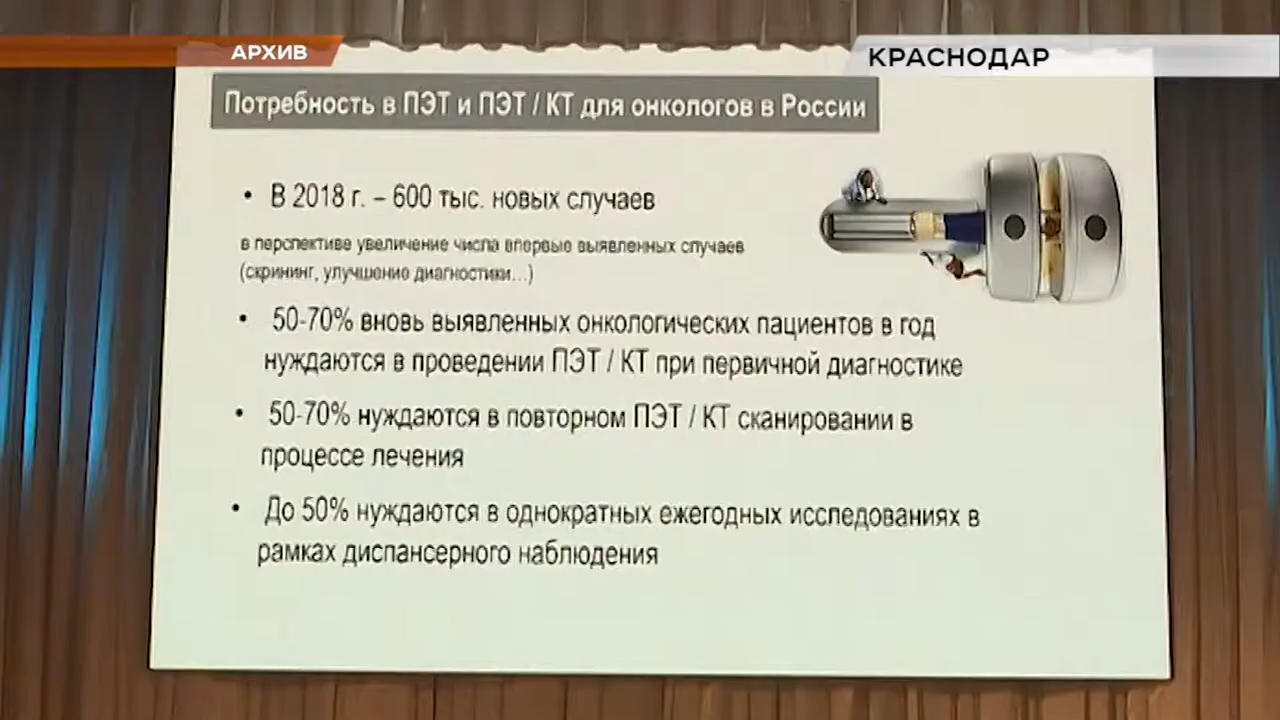 АРХИВ
КРАСНОДАР
Потребность в ПЭТ и ПЭТ / КТ для онкологов в России
• В 2018 г. – 600 тыс. новых случаев
в перспективе увеличение числа впервые выявленных случаев
(скрининг, улучшение диагностики...)
• 50-70% вновь выявленных онкологических пациентов в год
нуждаются в проведении ПЭТ / КТ при первичной диагностике
• 50-70% нуждаются в повторном ПЭТ / КТ сканировании в
процессе лечения
• До 50% нуждаются в однократных ежегодных исследованиях в
рамках диспансерного наблюдения